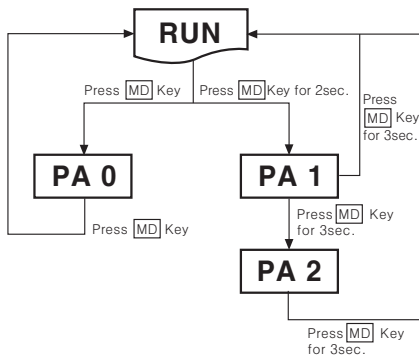 RUN
Press MD Key
Press MD Key for 2sec.
Press
MD Key
for 3sec.
PA 0
PA 1
Press MD Key
Press MD Key
for 3sec.
PA 2
Press MD Key
for 3sec.